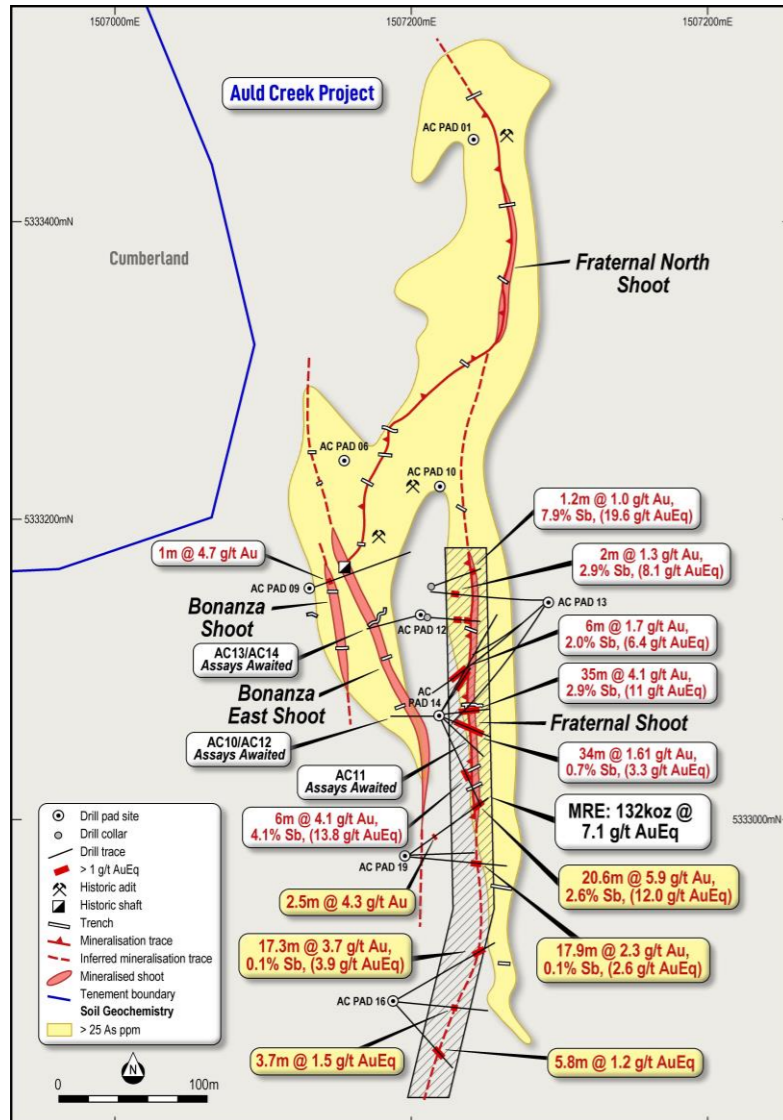 1507000mE
1507200mE
1507200mE
Auld Creek Project
AC PAD 01
5333400mN
Cumberland
Fraternal North
Shoot
AC PAD 06
AC PAD 10
5333200mN
1.2m @ 1.0 g/t Au,
7.9% Sb, (19.6 g/t AuEq)
1m @ 4.7 g/t Au
2m @ 1.3 g/t Au,
2.9% Sb, (8.1 g/t AuEq)
AC PAD 09
AC PAD 13
Bonanza
Shoot
AC PAD 12
6m @ 1.7 g/t Au,
2.0% Sb, (6.4 g/t AuEq)
AC13/AC14
Assays Awaited
35m @ 4.1 g/t Au,
2.9% Sb, (11 g/t AuEq)
Bonanza
East Shoot
AC
PAD 14
Fraternal Shoot
AC10/AC12
Assays Awaited
34m @ 1.61 g/t Au,
0.7% Sb, (3.3 g/t AuEq)
AC11
Assays Awaited
MRE: 132koz @
7.1 g/t AuEq
5333000mN
6m @ 4.1 g/t Au,
4.1% Sb, (13.8 g/t AuEq)
AC PAD 19
20.6m @ 5.9 g/t Au,
2.6% Sb, (12.0 g/t AuEq)
2.5m @ 4.3 g/t Au
17.3m @ 3.7 g/t Au,
0.1% Sb, (3.9 g/t AuEq)
17.9m @ 2.3 g/t Au,
0.1% Sb, (2.6 g/t AuEq)
AC PAD 16
3.7m @ 1.5 g/t AuEq
5.8m @ 1.2 g/t AuEq
Drill pad site
Drill collar
Drill trace
> 1 g/t AuEq
Historic adit
Historic shaft
Trench
Mineralisation trace
Inferred mineralisation trace
Mineralised shoot
Tenement boundary
Soil Geochemistry
> 25 As ppm
N
0
100m